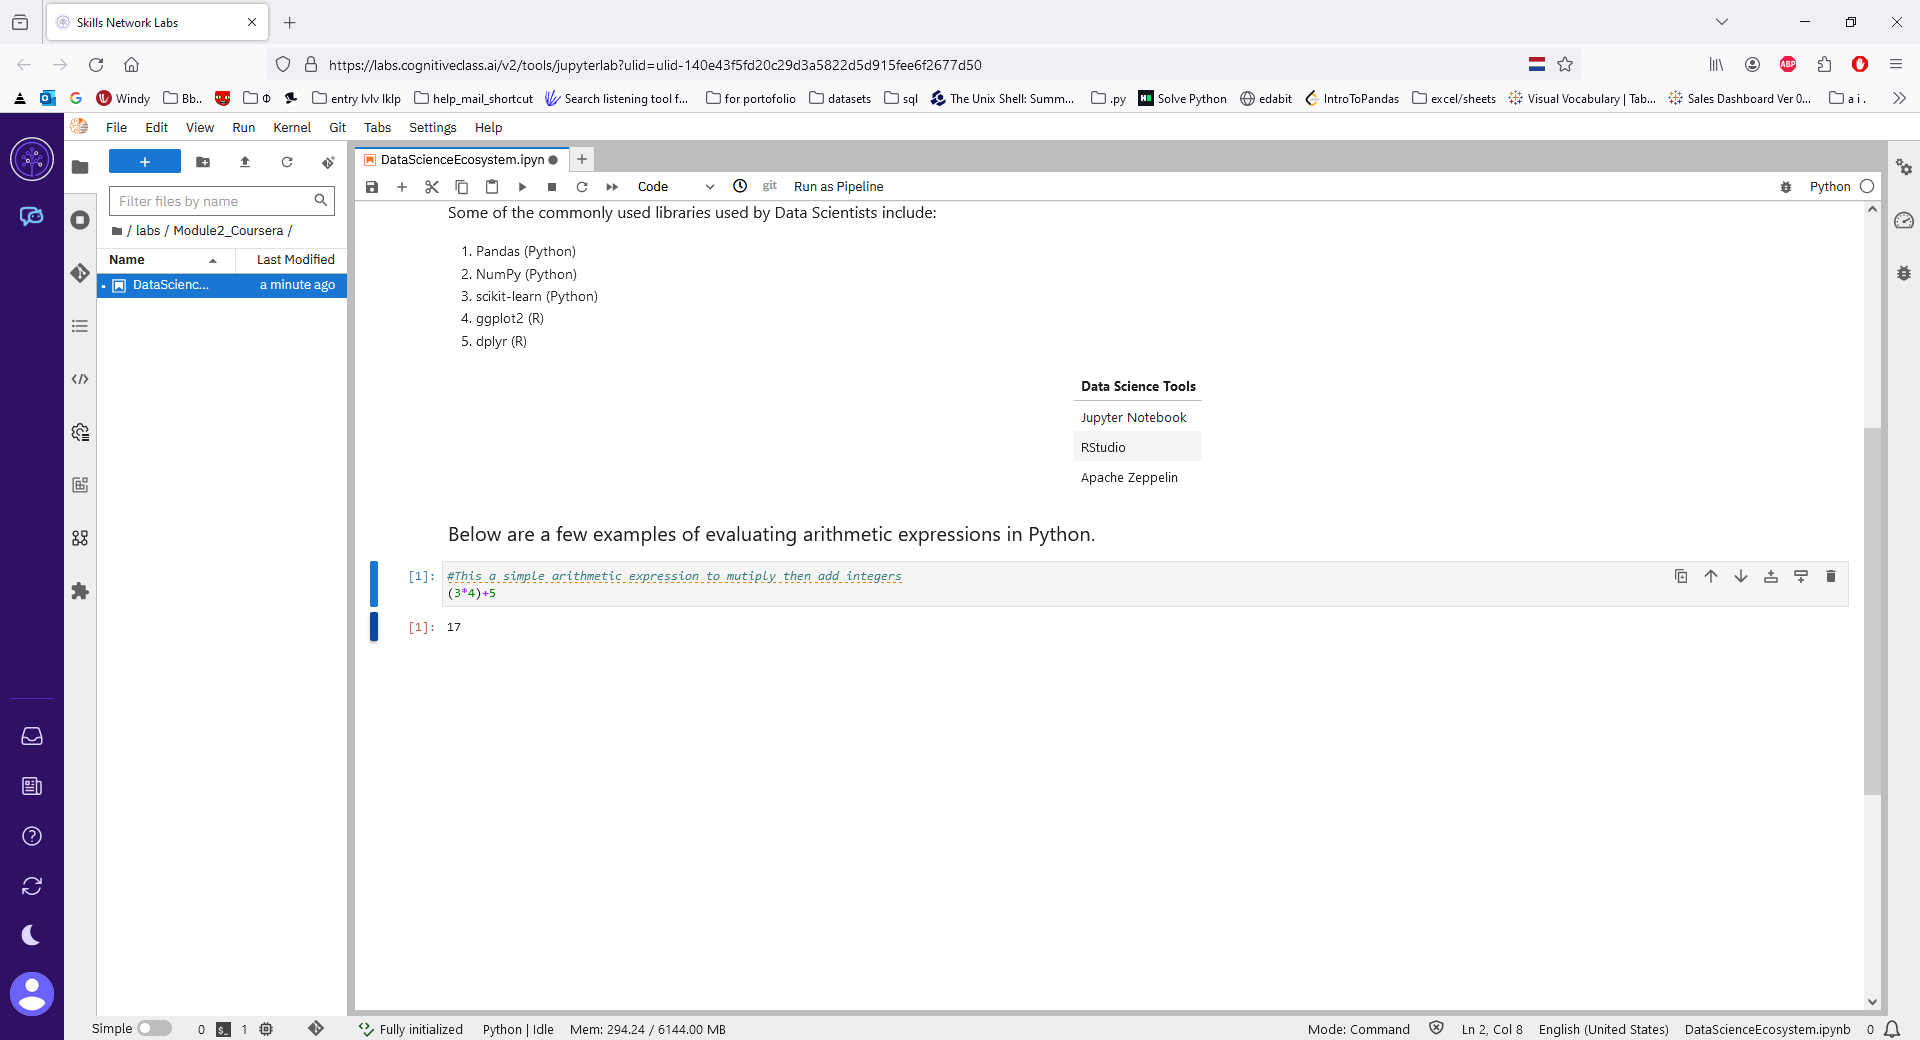 Skills Network Labs
https://labs.cognitiveclass.ai/v2/tools/jupyterlab?ulid=ulid-140e43f5fd20c29d3a5822d5d915fee6f2677d50
ABP
Windy Bb.. Φ entry lvlv lklp help_mail_shortcut Search listening tool f... for portofolio datasets sql The Unix Shell: Summ... .py Solve Python edabit IntroToPandas excel/sheets Visual Vocabulary | Tab... Sales Dashboard Ver 0... a i .
File Edit View Run Kernel Git Tabs Settings Help
DataScienceEcosystem.ipyn
Code git Run as Pipeline Python
Filter files by name
/ labs / Module2_Coursera /
Name Last Modified
DataScienc... a minute ago
Some of the commonly used libraries used by Data Scientists include:
1. Pandas (Python)
2. NumPy (Python)
3. scikit-learn (Python)
4. ggplot2 (R)
5. dplyr (R)
Data Science Tools
Jupyter Notebook
RStudio
Apache Zeppelin
Below are a few examples of evaluating arithmetic expressions in Python.
[1]: #This a simple arithmetic expression to mutiply then add integers
(3*4)+5
[1]: 17
Simple 0 1 Fully initialized Python | Idle Mem: 294.24 / 6144.00 MB Mode: Command Ln 2, Col 8 English (United States) DataScienceEcosystem.ipynb 0